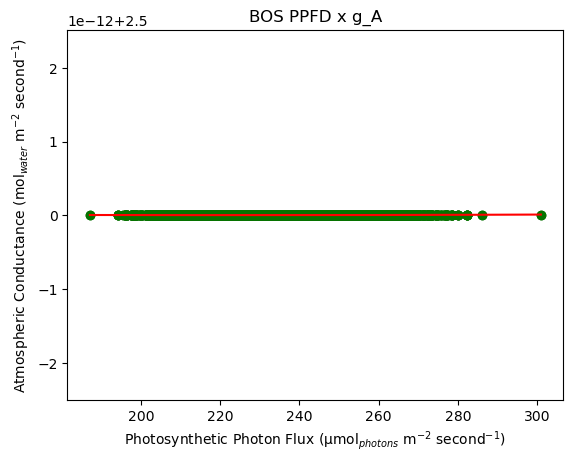 BOS PPFD x g_A
1e−12+2.5
2
1
0
−1
−2
Atmospheric Conductance (mol_water m⁻² second⁻¹)
200 220 240 260 280 300
Photosynthetic Photon Flux (μmol_photons m⁻² second⁻¹)